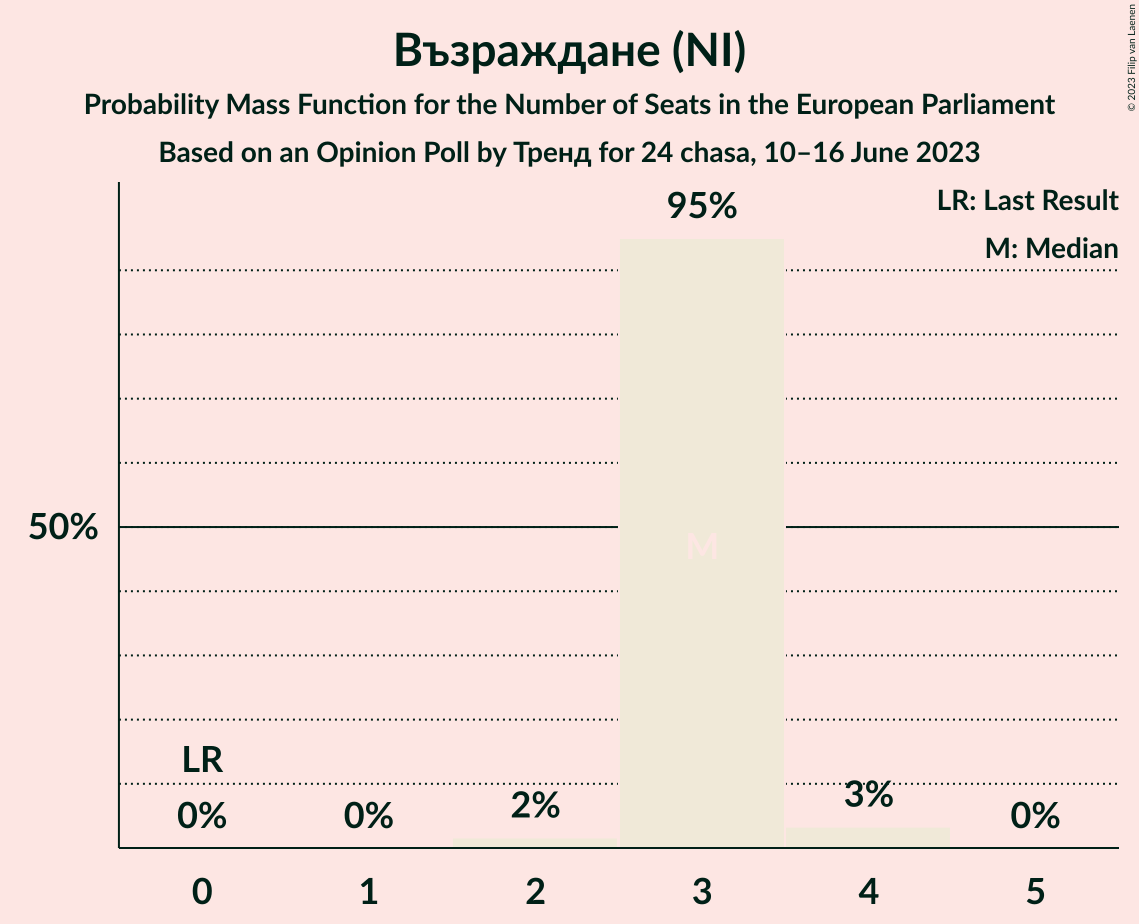 Възраждане (NI)
Probability Mass Function for the Number of Seats in the European Parliament
Based on an Opinion Poll by Тренд for 24 chasa, 10–16 June 2023
© 2023 Filip van Laenen
LR: Last Result
M: Median
95%
50%
M
LR
0%
0%
2%
3%
0%
0
1
2
3
4
5